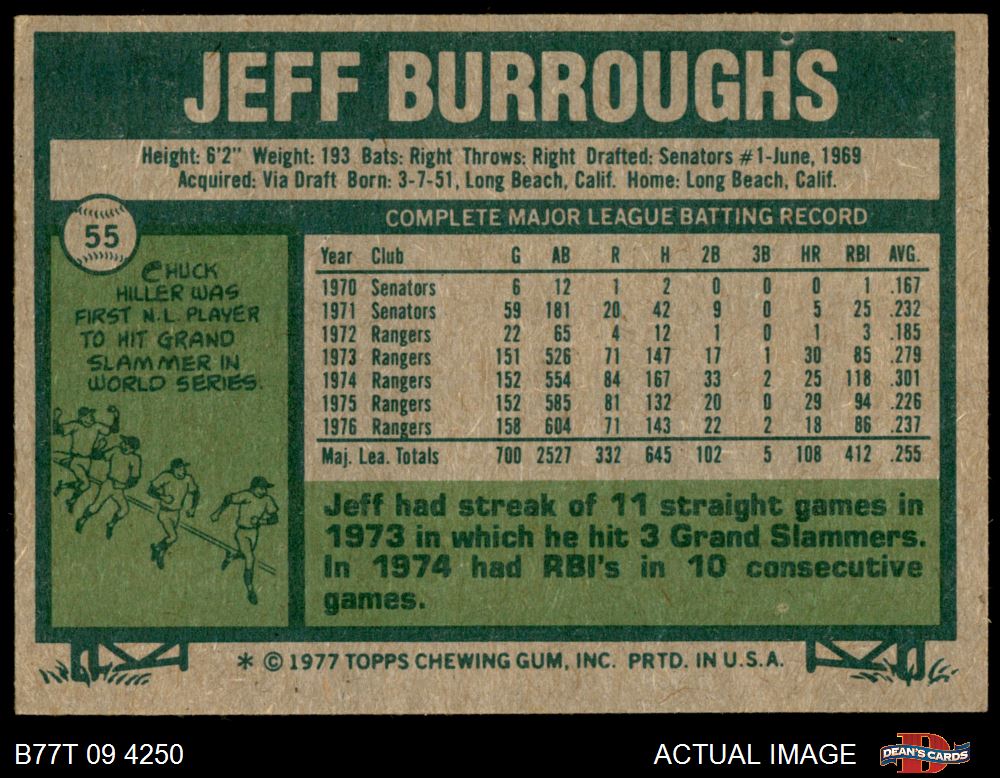 JEFF BURROUGHS
Height: 6'2" Weight: 193 Bats: Right Throws: Right Drafted: Senators #1-June, 1969
Acquired: Via Draft Born: 3-7-51, Long Beach, Calif. Home: Long Beach, Calif.
55
CHUCK
HILLER WAS
FIRST N.L. PLAYER
TO HIT GRAND
SLAMMER IN
WORLD SERIES.
COMPLETE MAJOR LEAGUE BATTING RECORD
Year Club G AB R H 2B 3B HR RBI AVG.
1970 Senators 6 12 1 2 0 0 0 1 .167
1971 Senators 59 181 20 42 9 0 5 25 .232
1972 Rangers 22 65 4 12 1 0 1 3 .185
1973 Rangers 151 526 71 147 17 1 30 85 .279
1974 Rangers 152 554 84 167 33 2 25 118 .301
1975 Rangers 152 585 81 132 20 0 29 94 .226
1976 Rangers 158 604 71 143 22 2 18 86 .237
Maj. Lea. Totals 700 2527 332 645 102 5 108 412 .255
Jeff had streak of 11 straight games in
1973 in which he hit 3 Grand Slammers.
In 1974 had RBI's in 10 consecutive
games.
* © 1977 TOPPS CHEWING GUM, INC. PRTD. IN U.S.A.
B77T 09 4250
ACTUAL IMAGE
D
DEAN'S CARDS